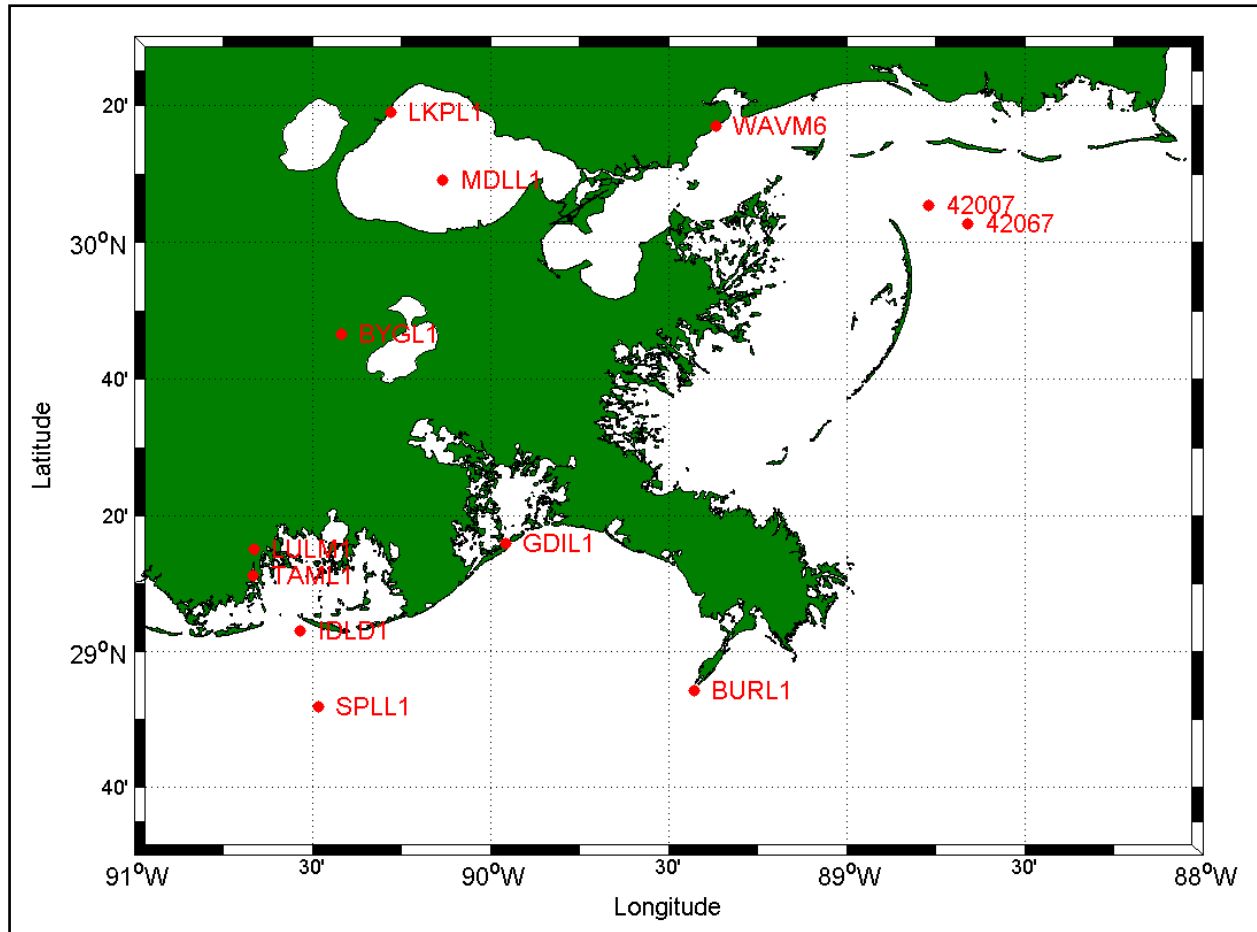 20'
LKPL1
WAVM6
MDLL1
42007
42067
30°N
BYGL1
40'
Latitude
20'
GDIL1
LULM1
TAML1
IDLD1
29°N
BURL1
SPLL1
40'
91°W
30'
90°W
30'
89°W
30'
88°W
Longitude